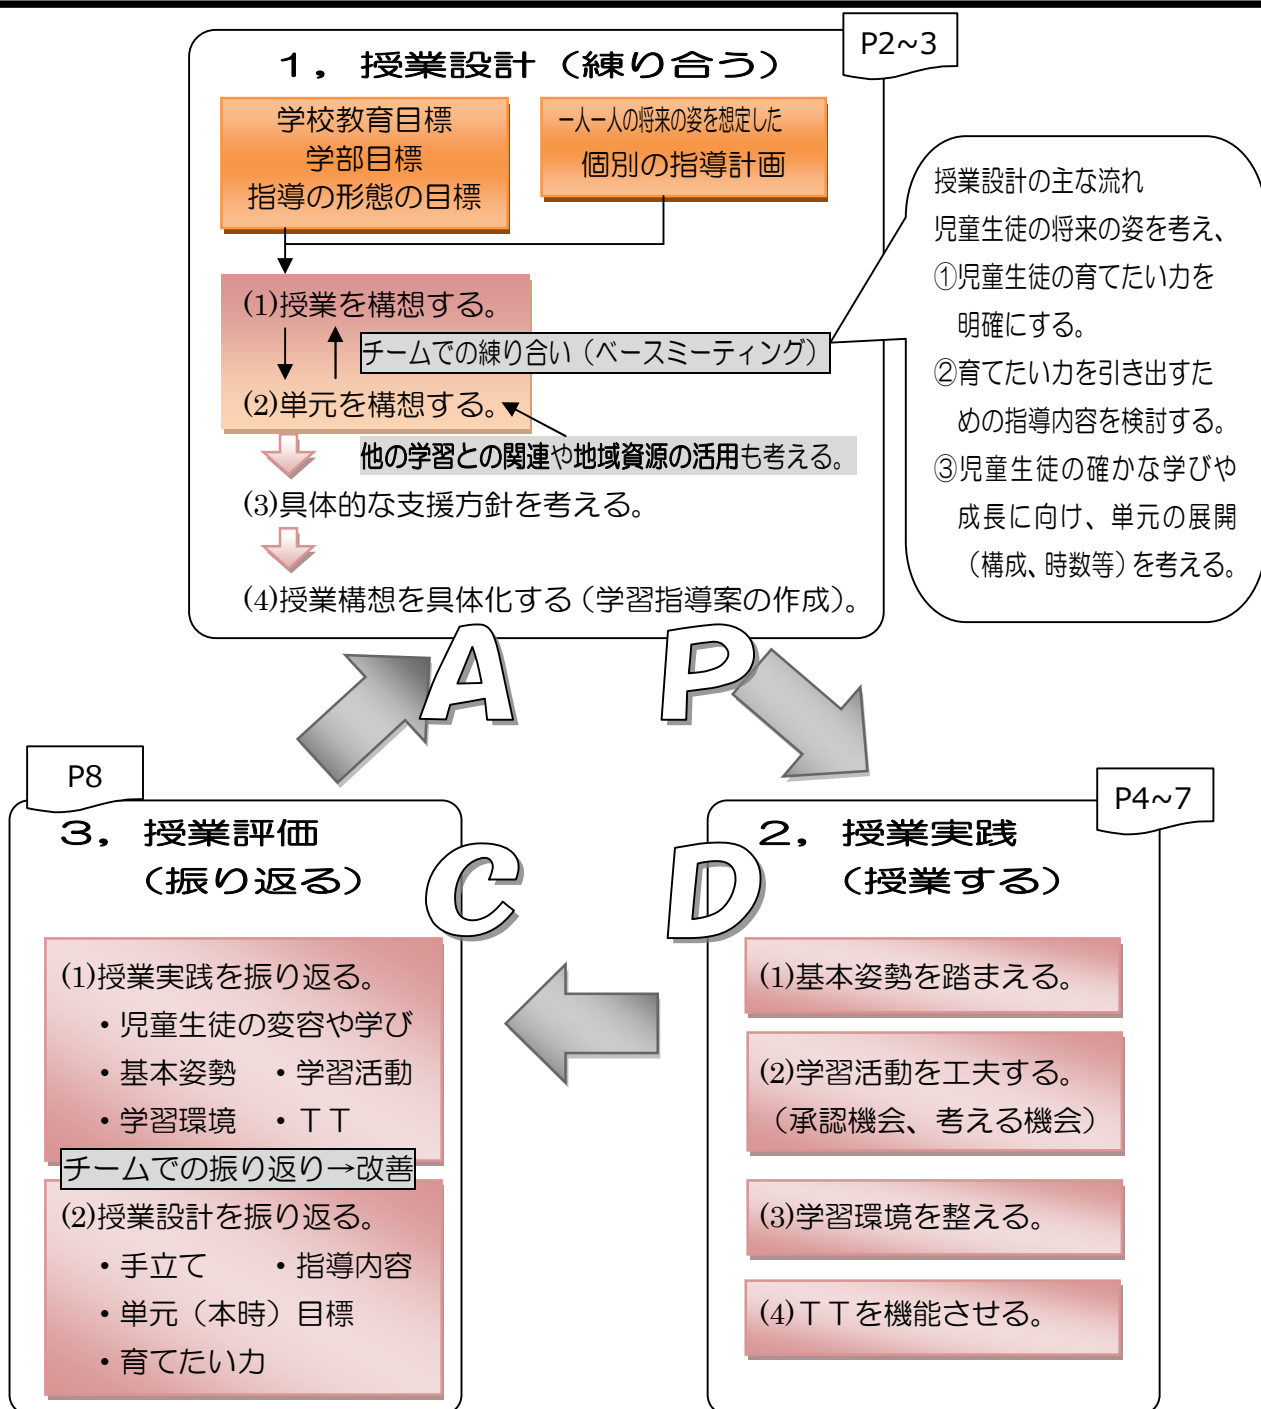 P2~3
1，授業設計（練り合う）
学校教育目標
学部目標
指導の形態の目標
一人一人の将来の姿を想定した
個別の指導計画
(1)授業を構想する。
チームでの練り合い（ベースミーティング）
(2)単元を構想する。
他の学習との関連や地域資源の活用も考える。
(3)具体的な支援方針を考える。
(4)授業構想を具体化する（学習指導案の作成）。
授業設計の主な流れ
児童生徒の将来の姿を考え、
①児童生徒の育てたい力を
明確にする。
②育てたい力を引き出すた
めの指導内容を検討する。
③児童生徒の確かな学びや
成長に向け、単元の展開
（構成、時数等）を考える。
A
P
P8
3，授業評価
（振り返る）
C
(1)授業実践を振り返る。
・児童生徒の変容や学び
・基本姿勢　・学習活動
・学習環境　・ＴＴ
チームでの振り返り→改善
(2)授業設計を振り返る。
・手立て　　・指導内容
・単元（本時）目標
・育てたい力
P4~7
2，授業実践
（授業する）
D
(1)基本姿勢を踏まえる。
(2)学習活動を工夫する。
（承認機会、考える機会）
(3)学習環境を整える。
(4)ＴＴを機能させる。